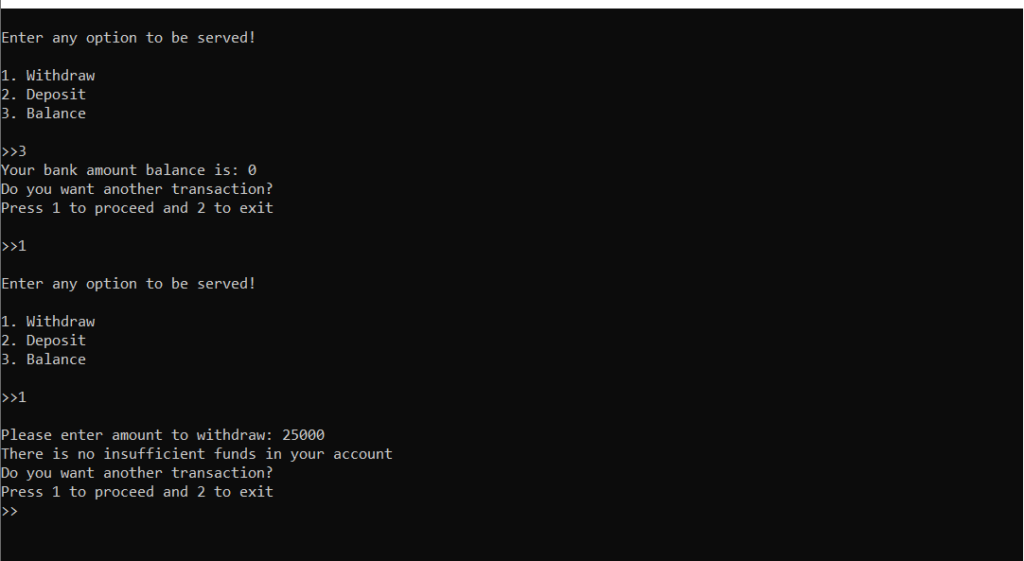 Enter any option to be served!
1. Withdraw
2. Deposit
3. Balance
>>3
Your bank amount balance is: 0
Do you want another transaction?
Press 1 to proceed and 2 to exit
>>1
Enter any option to be served!
1. Withdraw
2. Deposit
3. Balance
>>1
Please enter amount to withdraw: 25000
There is no insufficient funds in your account
Do you want another transaction?
Press 1 to proceed and 2 to exit
>>